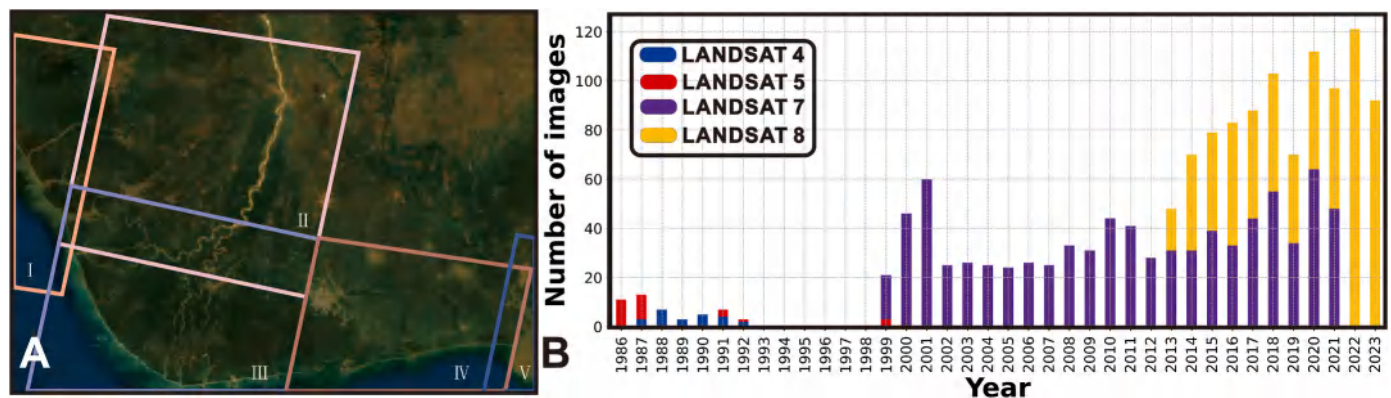 A
I
II
III
IV
V
B
Number of images
120
100
80
60
40
20
0
LANDSAT 4
LANDSAT 5
LANDSAT 7
LANDSAT 8
1986 1987 1988 1989 1990 1991 1992 1993 1994 1995 1996 1997 1998 1999 2000 2001 2002 2003 2004 2005 2006 2007 2008 2009 2010 2011 2012 2013 2014 2015 2016 2017 2018 2019 2020 2021 2022 2023
Year